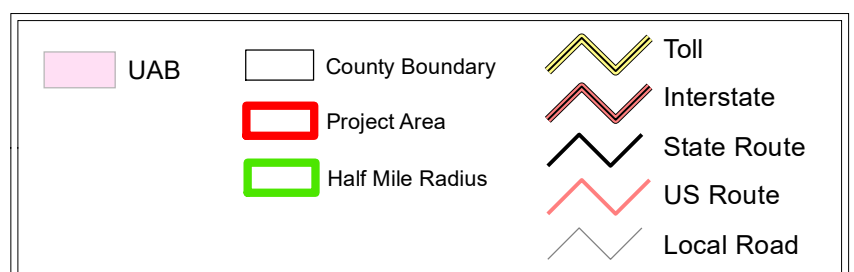 UAB
County Boundary
Project Area
Half Mile Radius
Toll
Interstate
State Route
US Route
Local Road